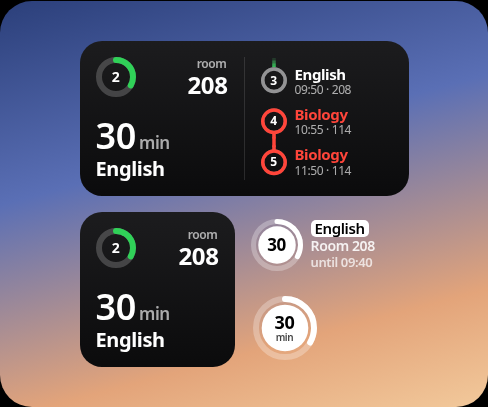 2
room
208
30 min
English
3
English
09:50 · 208
4
Biology
10:55 · 114
5
Biology
11:50 · 114
2
room
208
30 min
English
30
English
Room 208
until 09:40
30
min